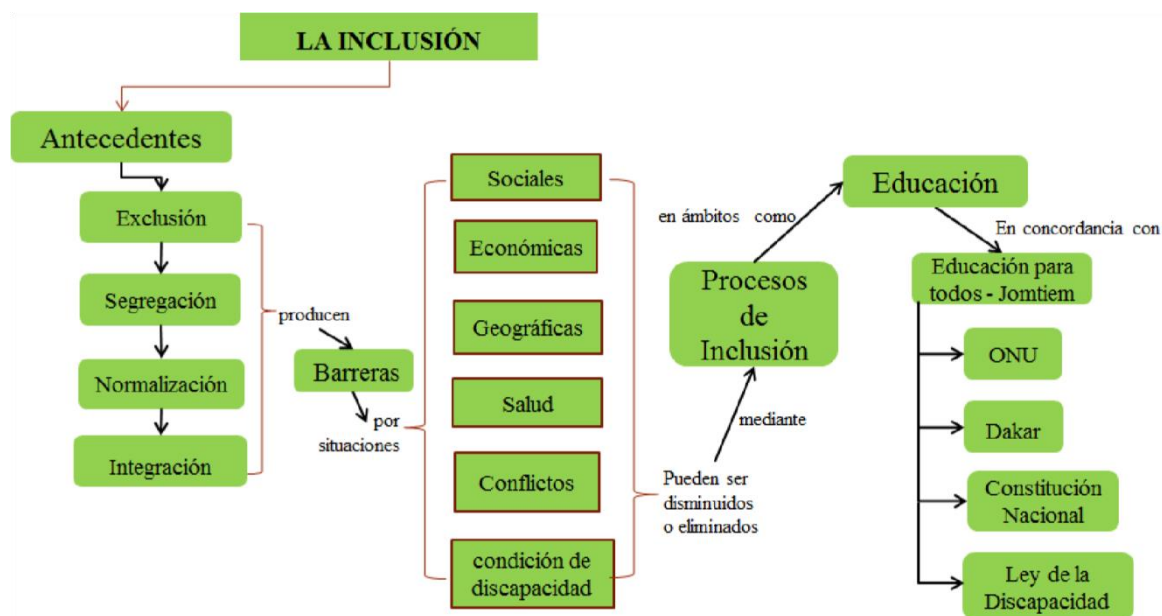 LA INCLUSIÓN
Antecedentes
Exclusión
Segregación
Normalización
Integración
producen
Barreras
por
situaciones
Sociales
Económicas
Geográficas
Salud
Conflictos
condición de
discapacidad
Pueden ser
disminuidos
o eliminados
mediante
Procesos
de
Inclusión
en ámbitos como
Educación
En concordancia con
Educación para
todos - Jomtiem
ONU
Dakar
Constitución
Nacional
Ley de la
Discapacidad